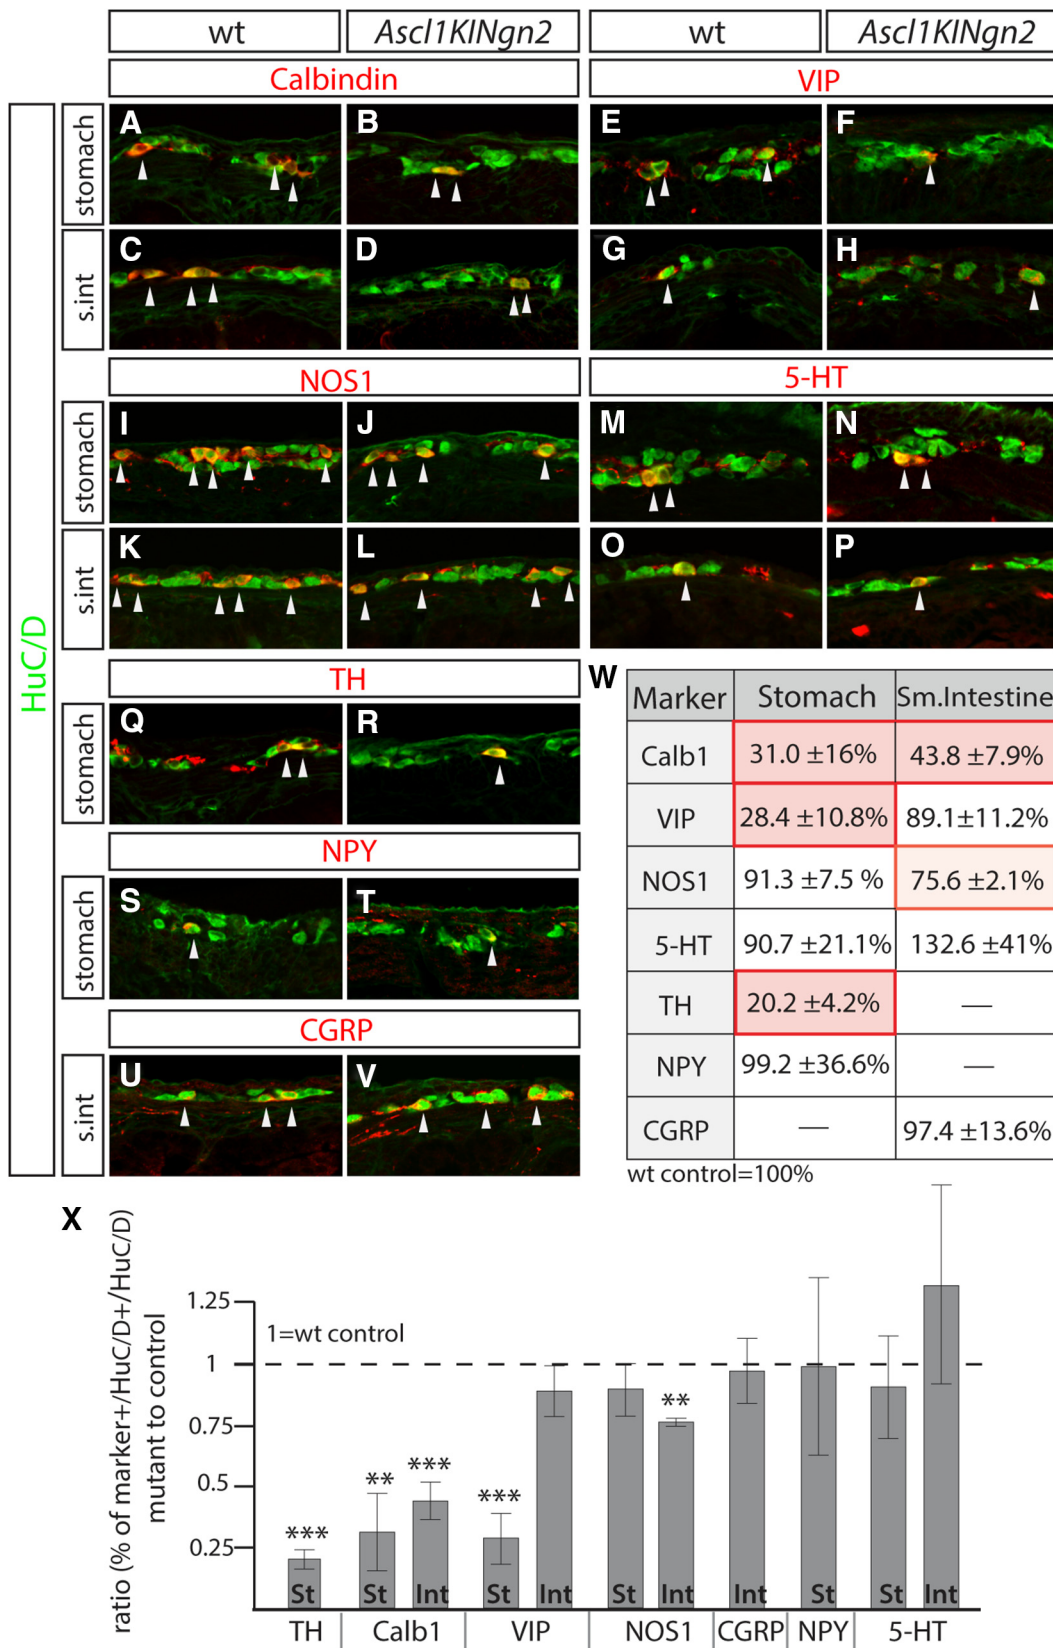 wt
Ascl1KINgn2
wt
Ascl1KINgn2
Calbindin
VIP
HuC/D
stomach
A
B
E
F
s.int
C
D
G
H
NOS1
5-HT
stomach
I
J
M
N
s.int
K
L
O
P
TH
stomach
Q
R
NPY
stomach
S
T
CGRP
s.int
U
V
W
Marker Stomach Sm.Intestine
Calb1 31.0 ±16% 43.8 ±7.9%
VIP 28.4 ±10.8% 89.1±11.2%
NOS1 91.3 ±7.5 % 75.6 ±2.1%
5-HT 90.7 ±21.1% 132.6 ±41%
TH 20.2 ±4.2% —
NPY 99.2 ±36.6% —
CGRP — 97.4 ±13.6%
wt control=100%
X
ratio (% of marker+/HuC/D+/HuC/D)
mutant to control
1.25
1
0.75
0.5
0.25
1=wt control
***
**
***
***
**
St St Int St Int St Int Int St St Int
TH Calb1 VIP NOS1 CGRP NPY 5-HT